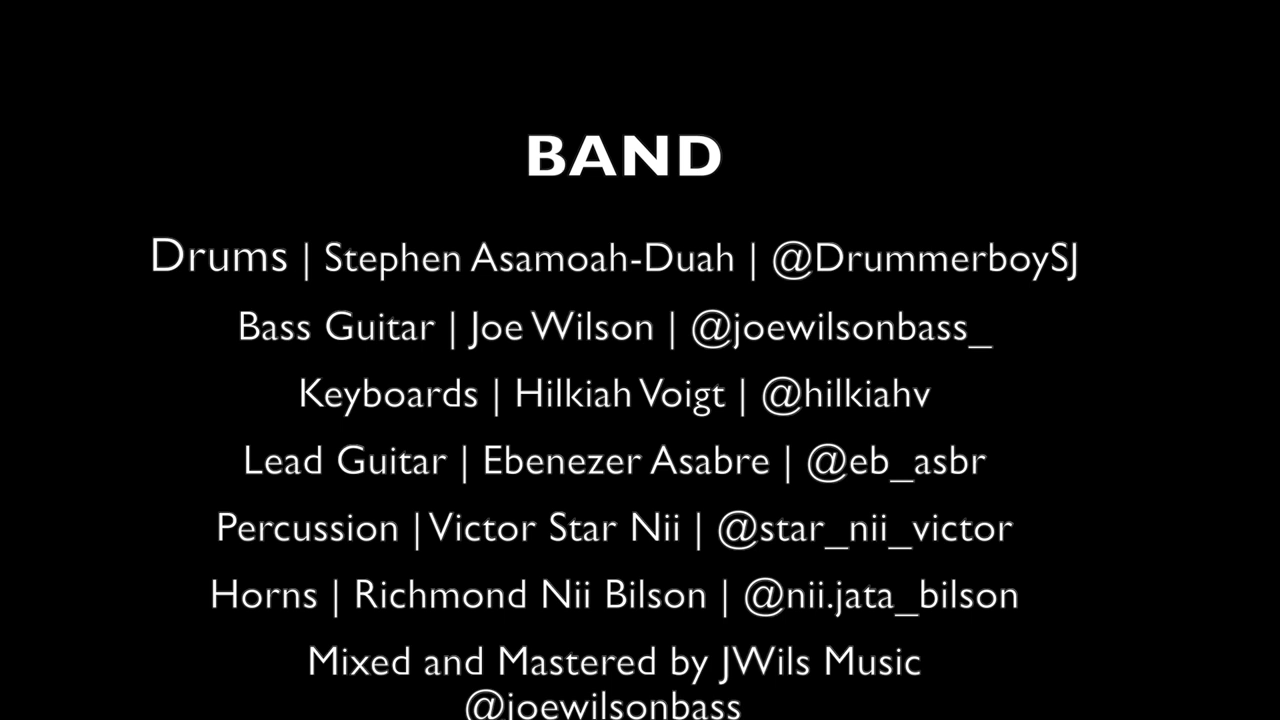 BAND
Drums | Stephen Asamoah-Duah | @DrummerboySJ
Bass Guitar | Joe Wilson | @joewilsonbass_
Keyboards | Hilkiah Voigt | @hilkiahv
Lead Guitar | Ebenezer Asabre | @eb_asbr
Percussion | Victor Star Nii | @star_nii_victor
Horns | Richmond Nii Bilson | @nii.jata_bilson
Mixed and Mastered by JWils Music
@joewilsonbass